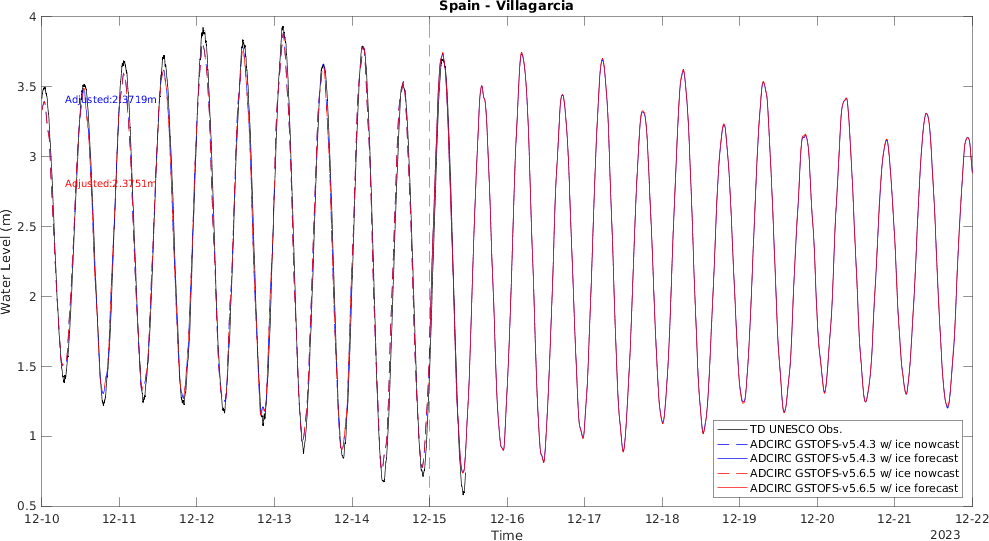 Spain - Villagarcia
4
3.5
3
2.5
2
1.5
1
0.5
Water Level (m)
Adjusted:2.3719m
Adjusted:2.3751m
TD UNESCO Obs.
ADCIRC GSTOFS-v5.4.3 w/ ice nowcast
ADCIRC GSTOFS-v5.4.3 w/ ice forecast
ADCIRC GSTOFS-v5.6.5 w/ ice nowcast
ADCIRC GSTOFS-v5.6.5 w/ ice forecast
12-10 12-11 12-12 12-13 12-14 12-15 12-16 12-17 12-18 12-19 12-20 12-21 12-22
Time
2023